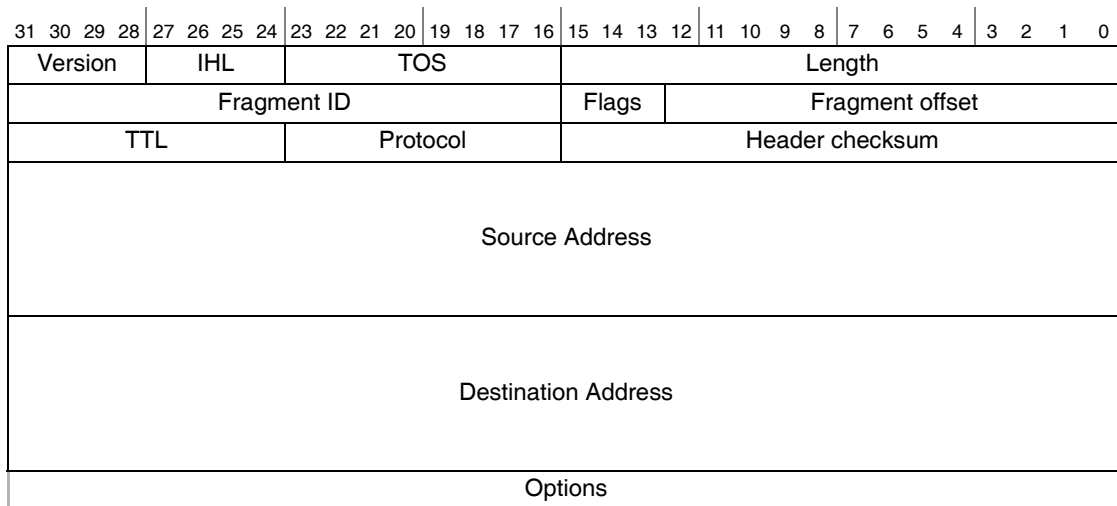 31 30 29 28 27 26 25 24 23 22 21 20 19 18 17 16 15 14 13 12 11 10 9 8 7 6 5 4 3 2 1 0
Version IHL TOS Length
Fragment ID Flags Fragment offset
TTL Protocol Header checksum
Source Address
Destination Address
Options